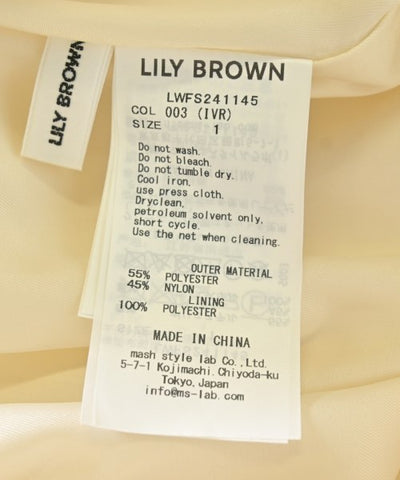 LILY BROWN
LILY BROWN
LWFS241145
COL 003 (IVR)
SIZE 1
Do not wash.
Do not bleach.
Do not tumble dry.
Cool iron.
use press cloth.
Dryclean,
petroleum solvent only,
short cycle.
Use the net when cleaning.
OUTER MATERIAL
55% POLYESTER
45% NYLON
LINING
100% POLYESTER
MADE IN CHINA
mash style lab Co.,Ltd.
5-7-1 Kojimachi,Chiyoda-ku
Tokyo,Japan
info@ms-lab.com